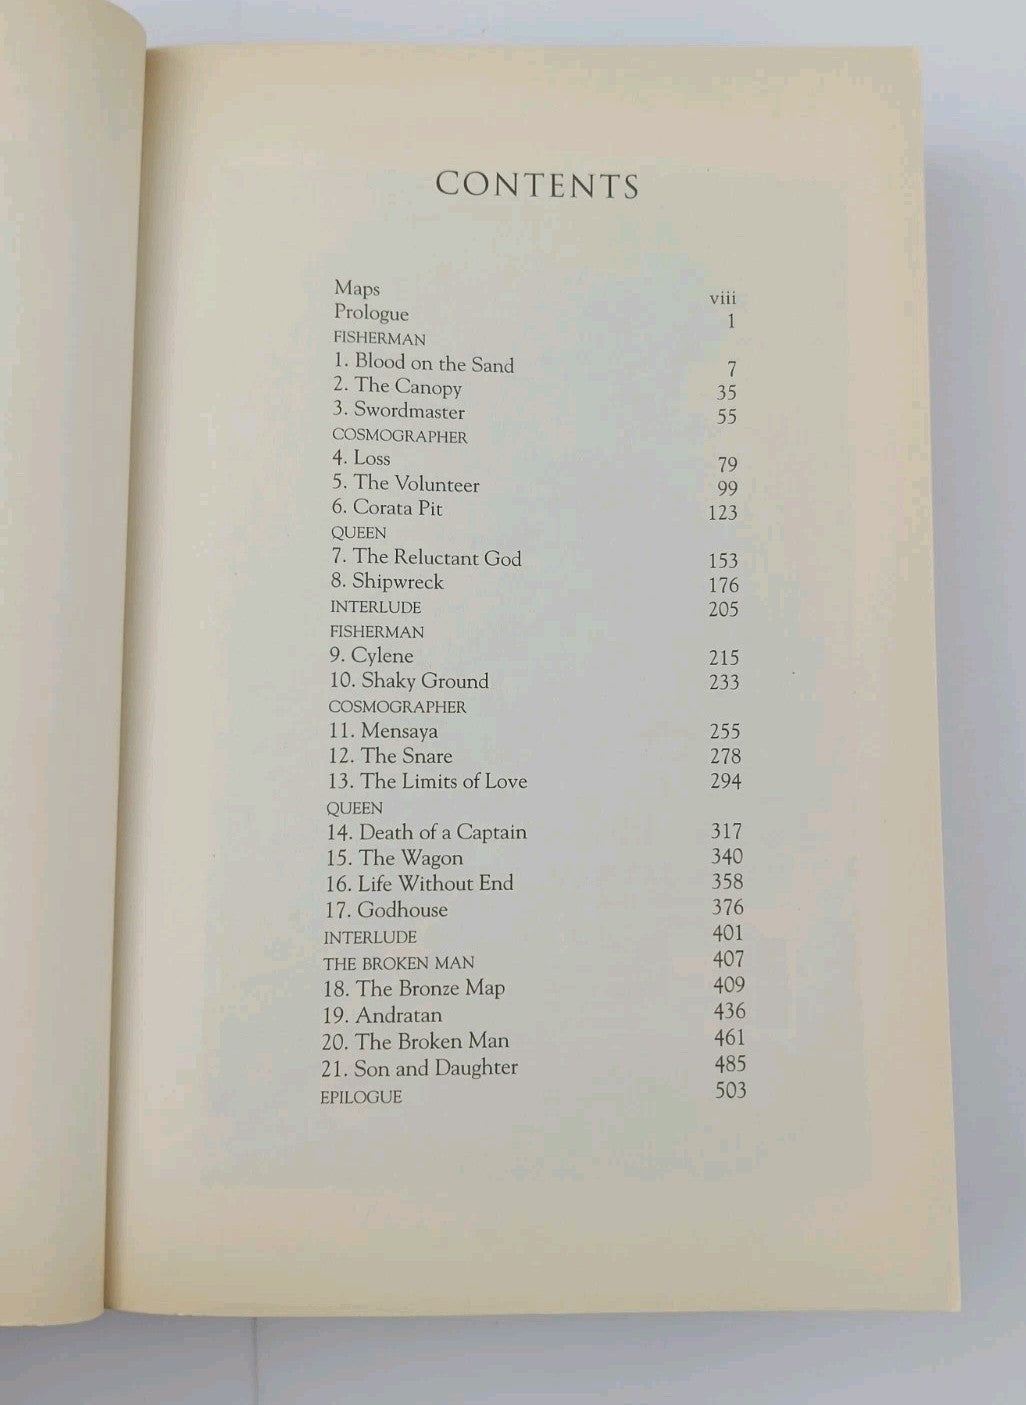 CONTENTS
Maps viii
Prologue 1
FISHERMAN
1. Blood on the Sand 7
2. The Canopy 35
3. Swordmaster 55
COSMOGRAPHER
4. Loss 79
5. The Volunteer 99
6. Corata Pit 123
QUEEN
7. The Reluctant God 153
8. Shipwreck 176
INTERLUDE 205
FISHERMAN
9. Cylene 215
10. Shaky Ground 233
COSMOGRAPHER
11. Mensaya 255
12. The Snare 278
13. The Limits of Love 294
QUEEN
14. Death of a Captain 317
15. The Wagon 340
16. Life Without End 358
17. Godhouse 376
INTERLUDE 401
THE BROKEN MAN 407
18. The Bronze Map 409
19. Andratan 436
20. The Broken Man 461
21. Son and Daughter 485
EPILOGUE 503